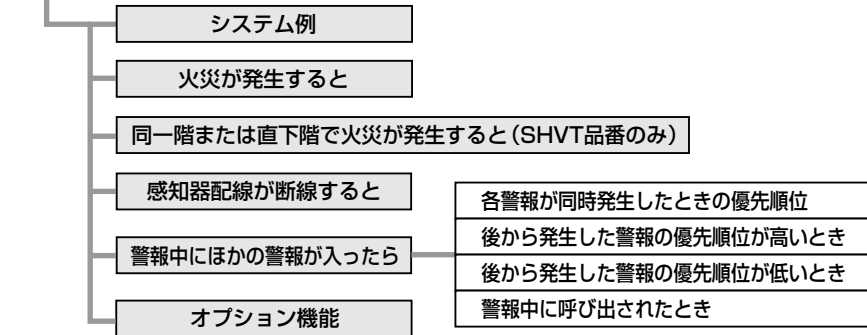 システム例
火災が発生すると
同一階または直下階で火災が発生すると（SHVT品番のみ）
感知器配線が断線すると
警報中にほかの警報が入ったら
各警報が同時発生したときの優先順位
後から発生した警報の優先順位が高いとき
後から発生した警報の優先順位が低いとき
警報中に呼び出されたとき
オプション機能